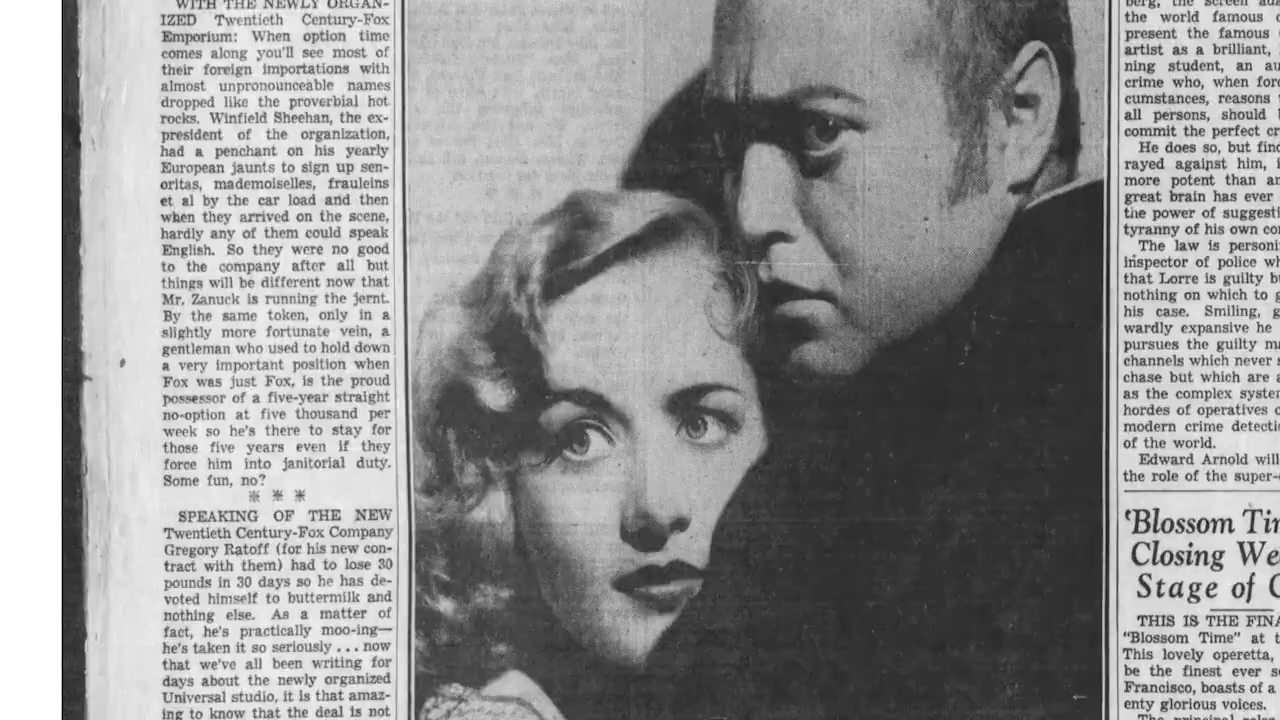 WITH THE NEWLY ORGAN-
IZED Twentieth Century-Fox
Emporium: When option time
comes along you'll see most of
their foreign importations with
almost unpronounceable names
dropped like the proverbial hot
rocks. Winfield Sheehan, the ex-
president of the organization,
had a penchant on his yearly
European jaunts to sign up sen-
oritas, mademoiselles, frauleins
et al by the car load and then
when they arrived on the scene,
hardly any of them could speak
English. So they were no good
to the company after all but
things will be different now that
Mr. Zanuck is running the jernt.
By the same token, only in a
slightly more fortunate vein, a
gentleman who used to hold down
a very important position when
Fox was just Fox, is the proud
possessor of a five-year straight
no-option at five thousand per
week so he's there to stay for
those five years even if they
force him into janitorial duty.
Some fun, no?
* * *
SPEAKING OF THE NEW
Twentieth Century-Fox Company
Gregory Ratoff (for his new con-
tract with them) had to lose 30
pounds in 30 days so he has de-
voted himself to buttermilk and
nothing else. As a matter of
fact, he's practically moo-ing—
he's taken it so seriously . . . now
that we've all been writing for
days about the newly organized
Universal studio, it is that amaz-
ing to know that the deal is not
berg, the screen
the world famous
present the famous
artist as a brilliant,
ning student, an
crime who, when
cumstances, reasons
all persons, should
commit the perfect
He does so, but
rayed against him,
more potent than
great brain has ever
the power of
tyranny of his own
The law is
inspector of police
that Lorre is guilty
nothing on which to
his case. Smiling,
wardly expansive he
pursues the guilty
channels which never
chase but which are
as the complex
hordes of operatives
modern crime
of the world.
Edward Arnold will
the role of the super-
'Blossom
Closing
Stage of
THIS IS THE
"Blossom Time" at
This lovely operetta,
be the finest ever
Francisco, boasts of a
enty glorious voices.